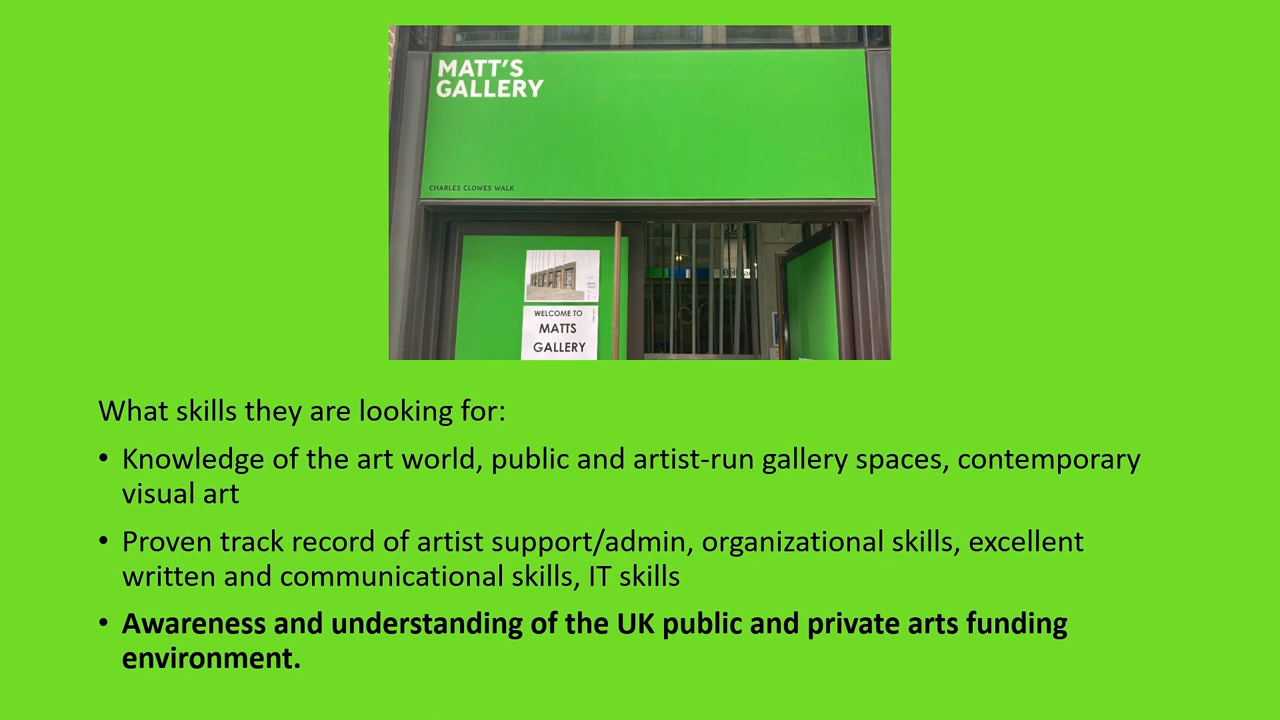 MATT'S
GALLERY
CHARLES CLOWES WALK
WELCOME TO
MATTS
GALLERY
What skills they are looking for:
• Knowledge of the art world, public and artist-run gallery spaces, contemporary
visual art
• Proven track record of artist support/admin, organizational skills, excellent
written and communicational skills, IT skills
• Awareness and understanding of the UK public and private arts funding
environment.